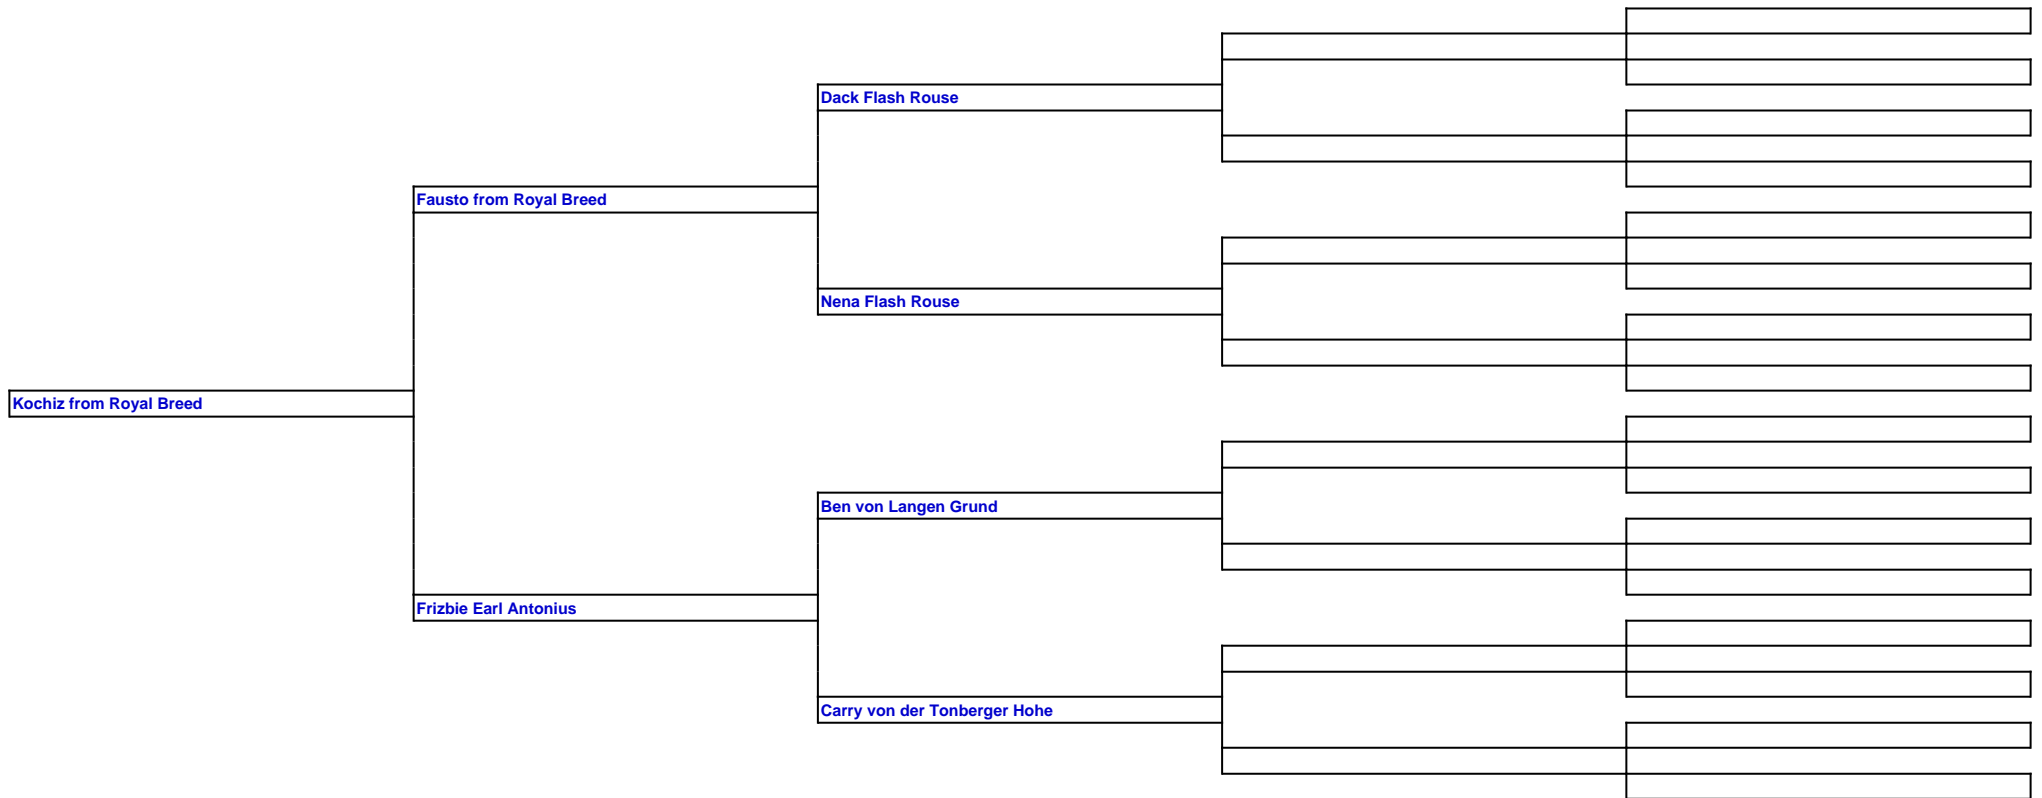 Dack Flash Rouse
Fausto from Royal Breed
Nena Flash Rouse
Kochiz from Royal Breed
Ben von Langen Grund
Frizbie Earl Antonius
Carry von der Tonberger Hohe